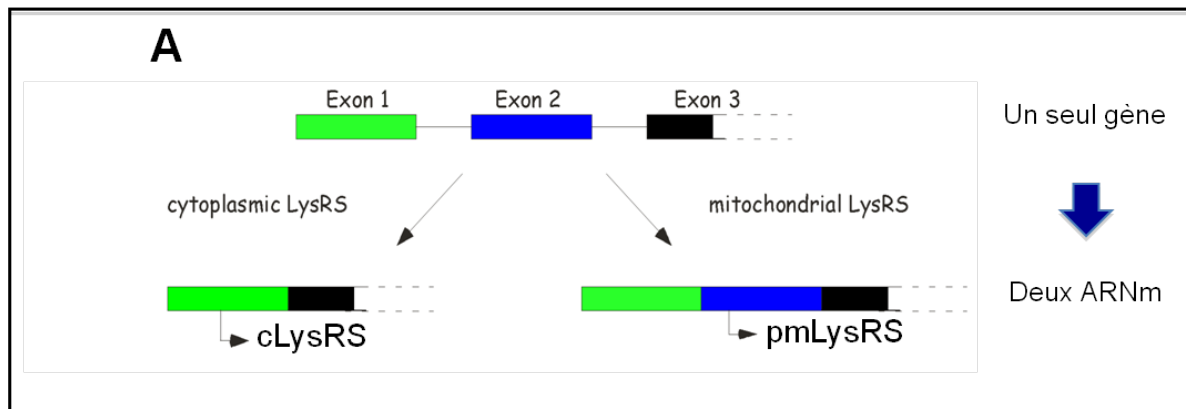 A
Exon 1
Exon 2
Exon 3
Un seul gène
cytoplasmic LysRS
mitochondrial LysRS
cLysRS
pmLysRS
Deux ARNm